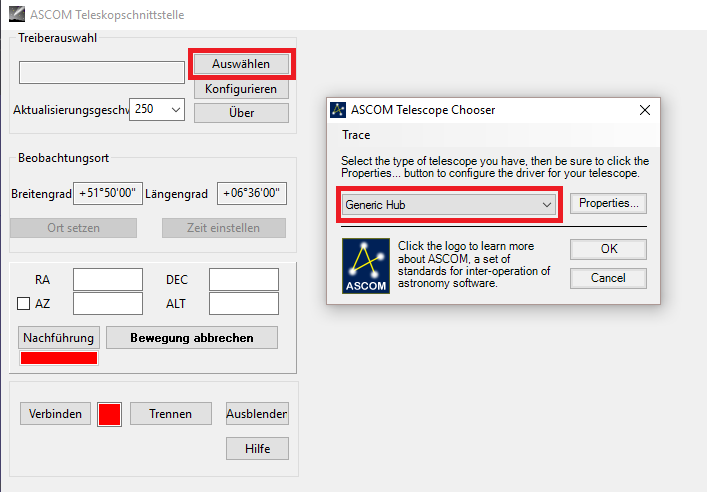 ASCOM Teleskopschnittstelle
Treiberauswahl
Auswählen
Konfigurieren
Aktualisierungsgeschw
250
Über
Beobachtungsort
Breitengrad
+51°50'00"
Längengrad
+06°36'00"
Ort setzen
Zeit einstellen
RA
DEC
AZ
ALT
Nachführung
Bewegung abbrechen
Verbinden
Trennen
Ausblenden
Hilfe
ASCOM Telescope Chooser
Trace
Select the type of telescope you have, then be sure to click the
Properties... button to configure the driver for your telescope.
Generic Hub
Properties...
Click the logo to learn more
about ASCOM, a set of
standards for inter-operation of
astronomy software.
ASCOM
OK
Cancel